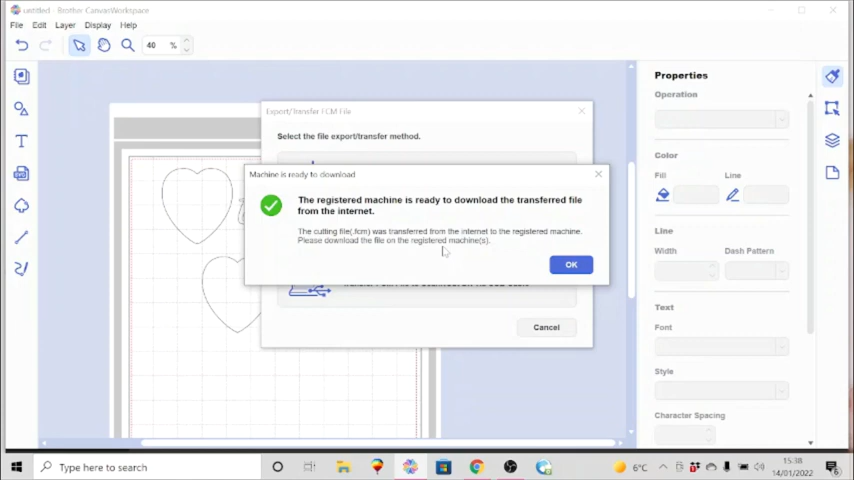 untitled - Brother CanvasWorkspace
File Edit Layer Display Help
40 %
Properties
Operation
Color
Fill
Line
Line
Width
Dash Pattern
Text
Font
Style
Character Spacing
Export/Transfer FCM File
Select the file export/transfer method.
Machine is ready to download
The registered machine is ready to download the transferred file
from the internet.
The cutting file(.fcm) was transferred from the internet to the registered machine.
Please download the file on the registered machine(s).
OK
Cancel
Type here to search
6°C
15:38
14/01/2022